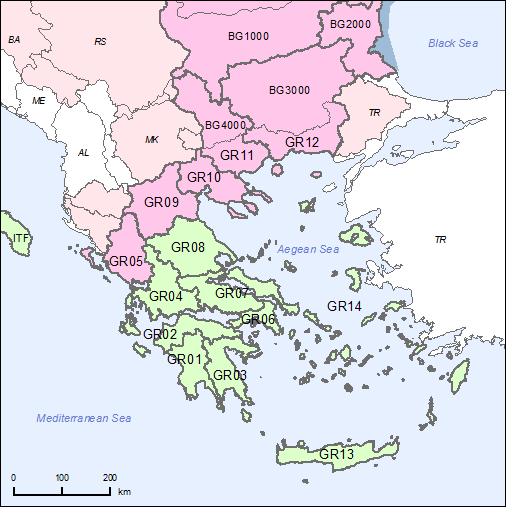 BA
RS
BG1000
BG2000
Black Sea
ME
BG3000
TR
AL
MK
BG4000
GR11
GR12
GR10
GR09
ITF
GR08
Aegean Sea
TR
GR05
GR04
GR07
GR14
GR06
GR02
GR01
GR03
Mediterranean Sea
GR13
0 100 200
km